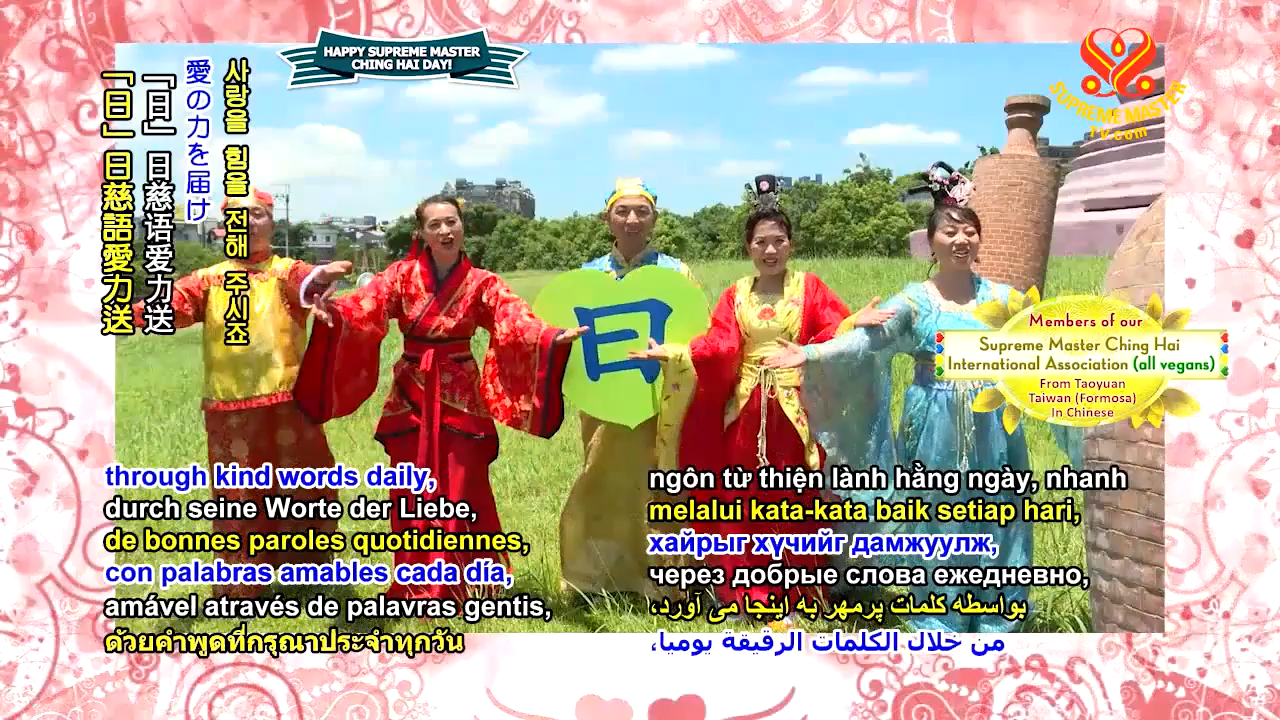 HAPPY SUPREME MASTER
CHING HAI DAY!
SUPREME MASTER
TV.com
「日」日慈語愛力送
「日」日慈语爱力送
愛の力を届け
사랑을 힘을 전해 주시죠
日
Members of our
Supreme Master Ching Hai
International Association (all vegans)
From Taoyuan
Taiwan (Formosa)
In Chinese
through kind words daily,
durch seine Worte der Liebe,
de bonnes paroles quotidiennes,
con palabras amables cada día,
amável através de palavras gentis,
ด้วยคำพูดที่กรุณาประจำทุกวัน
ngôn từ thiện lành hằng ngày, nhanh
melalui kata-kata baik setiap hari,
хайрыг хүчийг дамжуулж,
через добрые слова ежедневно,
بواسطه کلمات پرمهر به اینجا می آورد،
من خلال الكلمات الرقيقة يوميا،